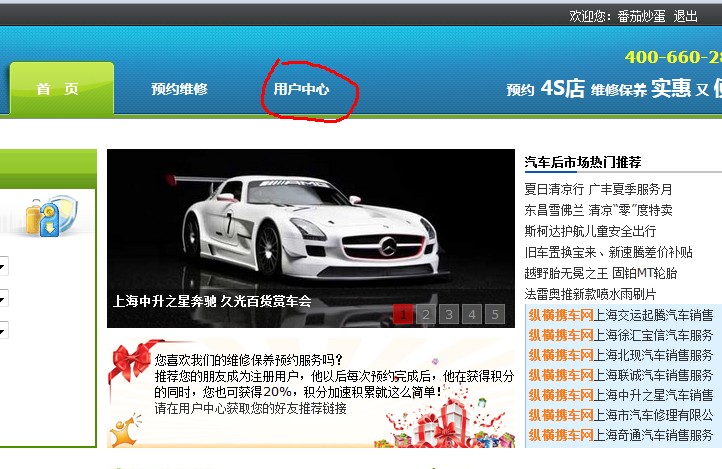 欢迎您：番茄炒蛋 退出
400-660-28
首 页 预约维修 用户中心
预约 4S店 维修保养 实惠 又
汽车后市场热门推荐
夏日清凉行 广丰夏季服务月
东昌雪佛兰 清凉“零”度特卖
斯柯达护航儿童安全出行
旧车置换宝来、新速腾差价补贴
越野胎无冕之王 固铂MT轮胎
法雷奥推新款喷水雨刷片
AMG
上海中升之星奔驰 久光百货赏车会
1 2 3 4 5
纵横携车网上海交运起腾汽车销售
纵横携车网上海徐汇宝信汽车服务
纵横携车网上海北现汽车销售服务
纵横携车网上海联诚汽车销售服务
纵横携车网上海中升之星汽车销售
纵横携车网上海市汽车修理有限公
纵横携车网上海奇通汽车销售服务
您喜欢我们的维修保养预约服务吗?
推荐您的朋友成为注册用户，他以后每次预约完成后，他在获得积分
的同时，您也可获得20%，积分加速积累就这么简单!
请在用户中心获取您的好友推荐链接